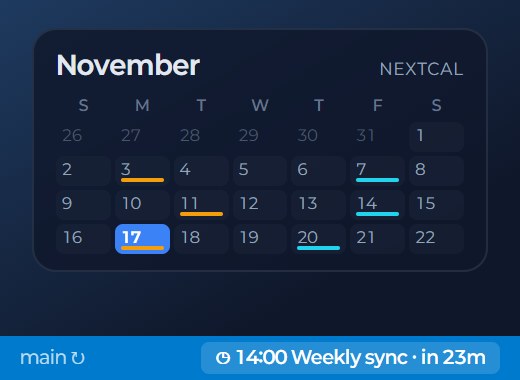 November
NEXTCAL
S M T W T F S
26 27 28 29 30 31 1
2 3 4 5 6 7 8
9 10 11 12 13 14 15
16 17 18 19 20 21 22
main ↻
◷ 14:00 Weekly sync · in 23m